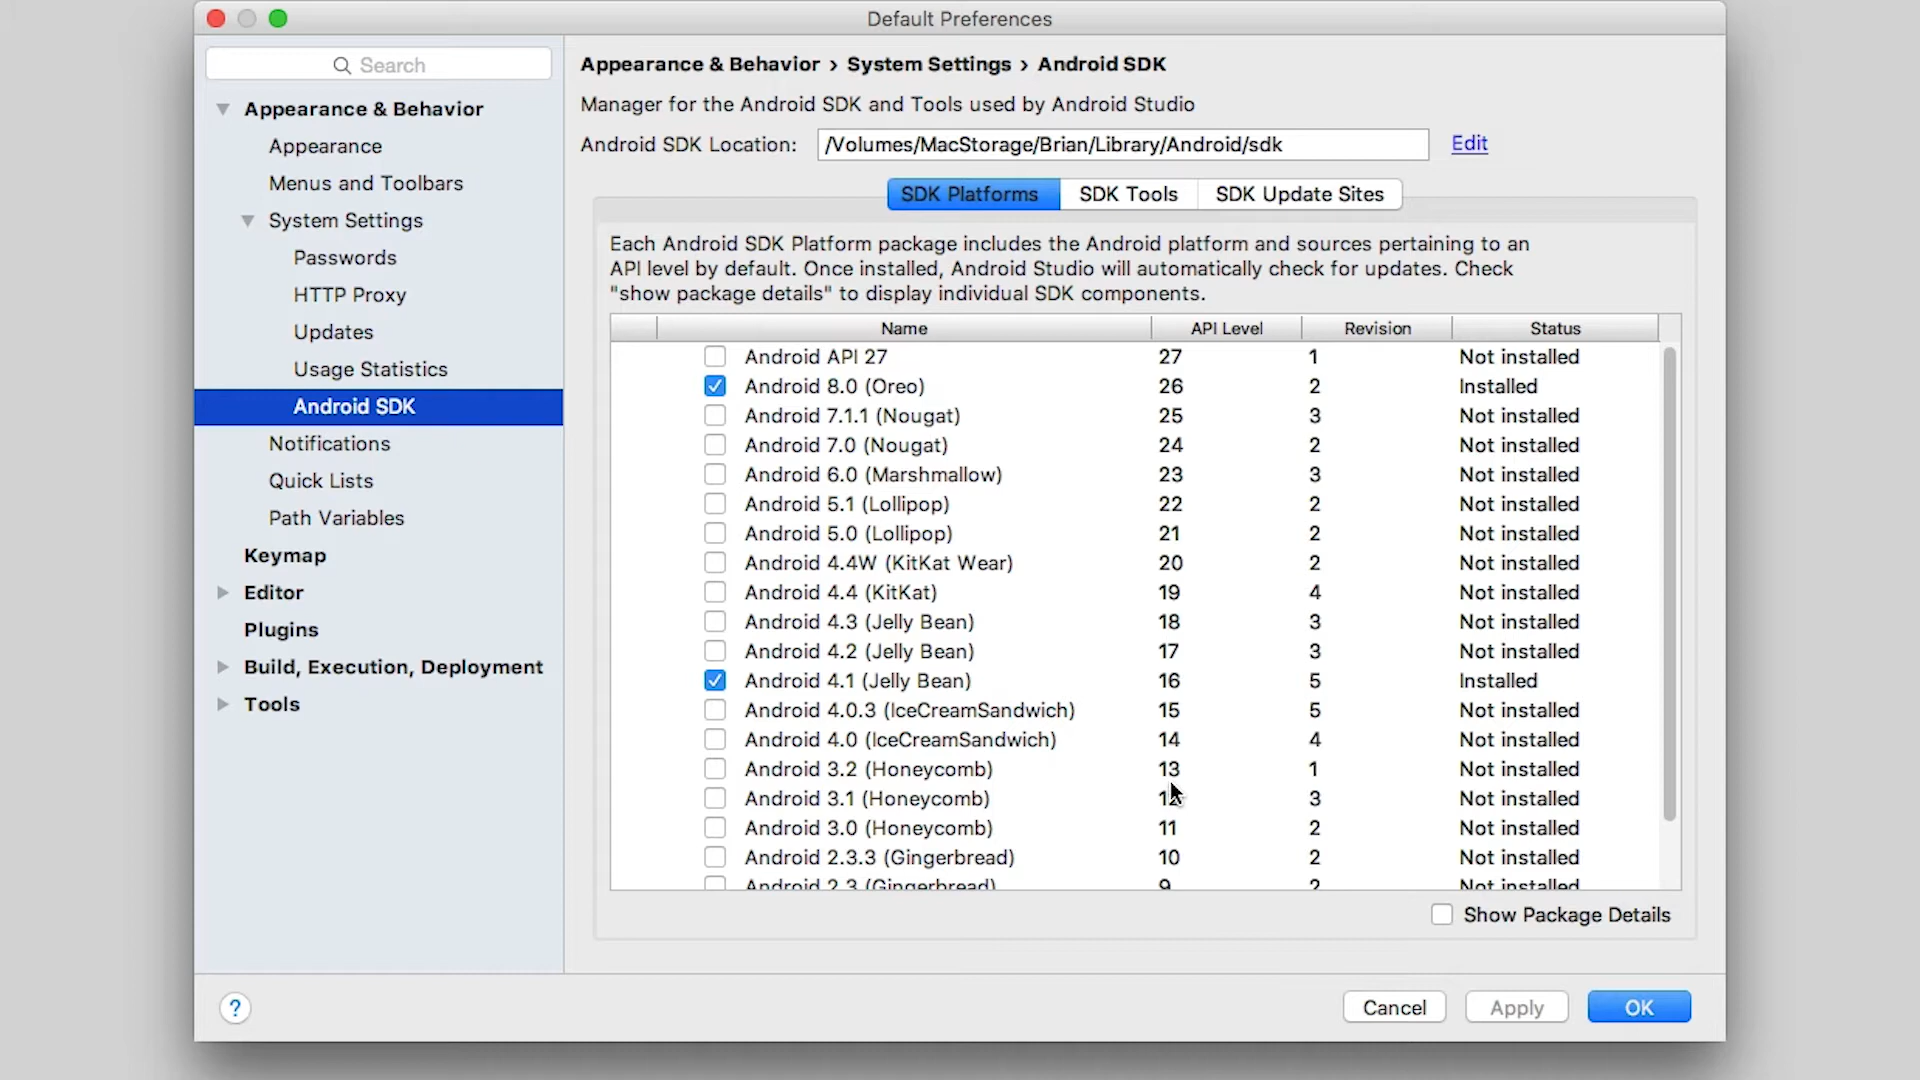 Default Preferences
Search
Appearance & Behavior
Appearance
Menus and Toolbars
System Settings
Passwords
HTTP Proxy
Updates
Usage Statistics
Android SDK
Notifications
Quick Lists
Path Variables
Keymap
Editor
Plugins
Build, Execution, Deployment
Tools
Appearance & Behavior › System Settings › Android SDK
Manager for the Android SDK and Tools used by Android Studio
Android SDK Location: /Volumes/MacStorage/Brian/Library/Android/sdk Edit
SDK Platforms SDK Tools SDK Update Sites
Each Android SDK Platform package includes the Android platform and sources pertaining to an
API level by default. Once installed, Android Studio will automatically check for updates. Check
"show package details" to display individual SDK components.
Name API Level Revision Status
Android API 27 27 1 Not installed
Android 8.0 (Oreo) 26 2 Installed
Android 7.1.1 (Nougat) 25 3 Not installed
Android 7.0 (Nougat) 24 2 Not installed
Android 6.0 (Marshmallow) 23 3 Not installed
Android 5.1 (Lollipop) 22 2 Not installed
Android 5.0 (Lollipop) 21 2 Not installed
Android 4.4W (KitKat Wear) 20 2 Not installed
Android 4.4 (KitKat) 19 4 Not installed
Android 4.3 (Jelly Bean) 18 3 Not installed
Android 4.2 (Jelly Bean) 17 3 Not installed
Android 4.1 (Jelly Bean) 16 5 Installed
Android 4.0.3 (IceCreamSandwich) 15 5 Not installed
Android 4.0 (IceCreamSandwich) 14 4 Not installed
Android 3.2 (Honeycomb) 13 1 Not installed
Android 3.1 (Honeycomb) 12 3 Not installed
Android 3.0 (Honeycomb) 11 2 Not installed
Android 2.3.3 (Gingerbread) 10 2 Not installed
Android 2.3 (Gingerbread) 9 2 Not installed
Show Package Details
? Cancel Apply OK